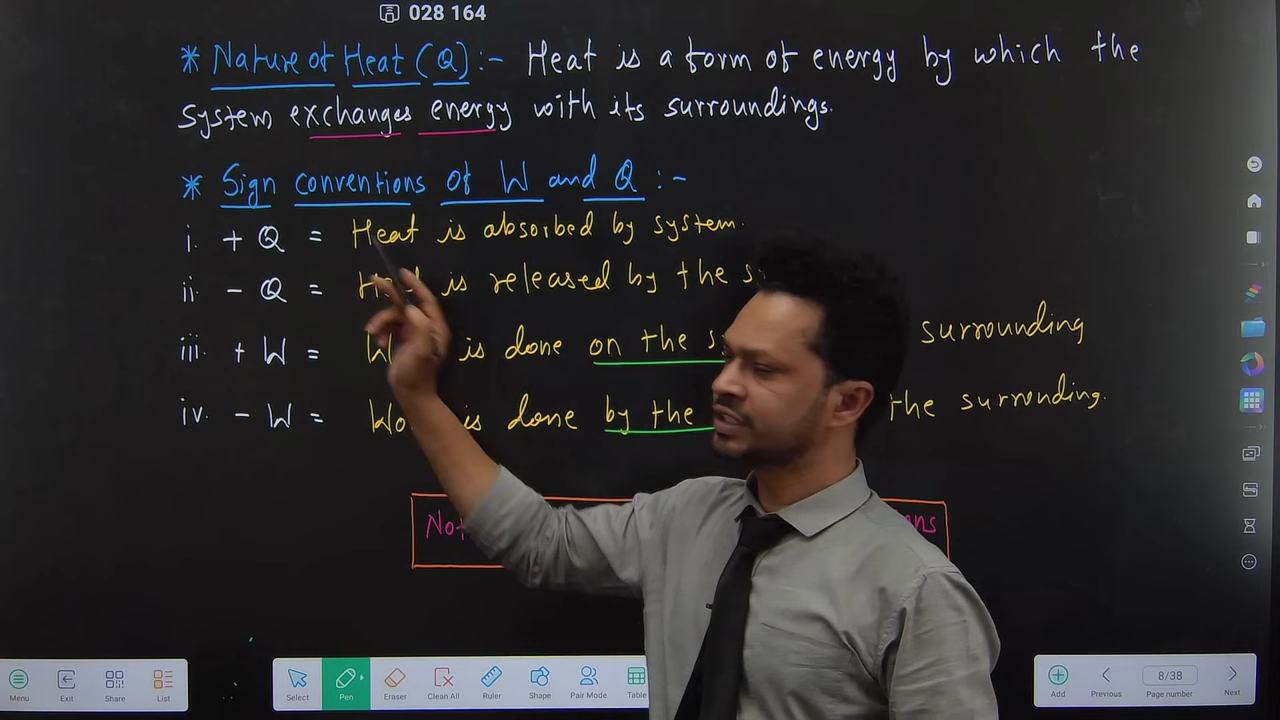 028 164
* Nature of Heat (Q) :- Heat is a form of energy by which the
system exchanges energy with its surroundings.
* Sign conventions of W and Q :-
i. + Q = Heat is absorbed by system.
ii. - Q = is released by the
iii. + W = is done on the surrounding
iv. - W = is done by the the surronding.
Menu
Exit
Share
List
Select
Pen
Eraser
Clean All
Ruler
Shape
Pair Mode
Table
Add
Previous
8/38
Page number
Next